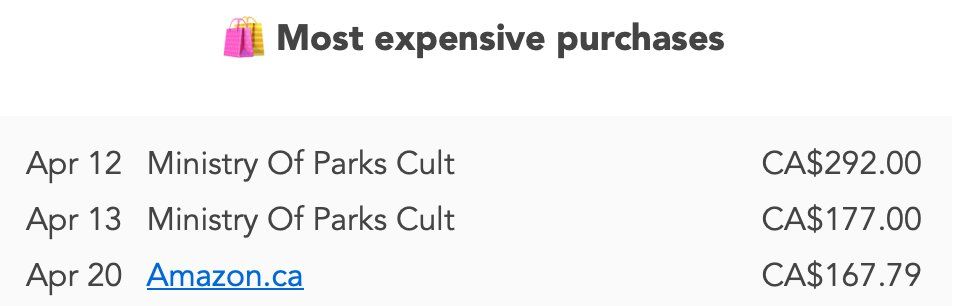 🛍️ Most expensive purchases
Apr 12 Ministry Of Parks Cult CA$292.00
Apr 13 Ministry Of Parks Cult CA$177.00
Apr 20 Amazon.ca CA$167.79